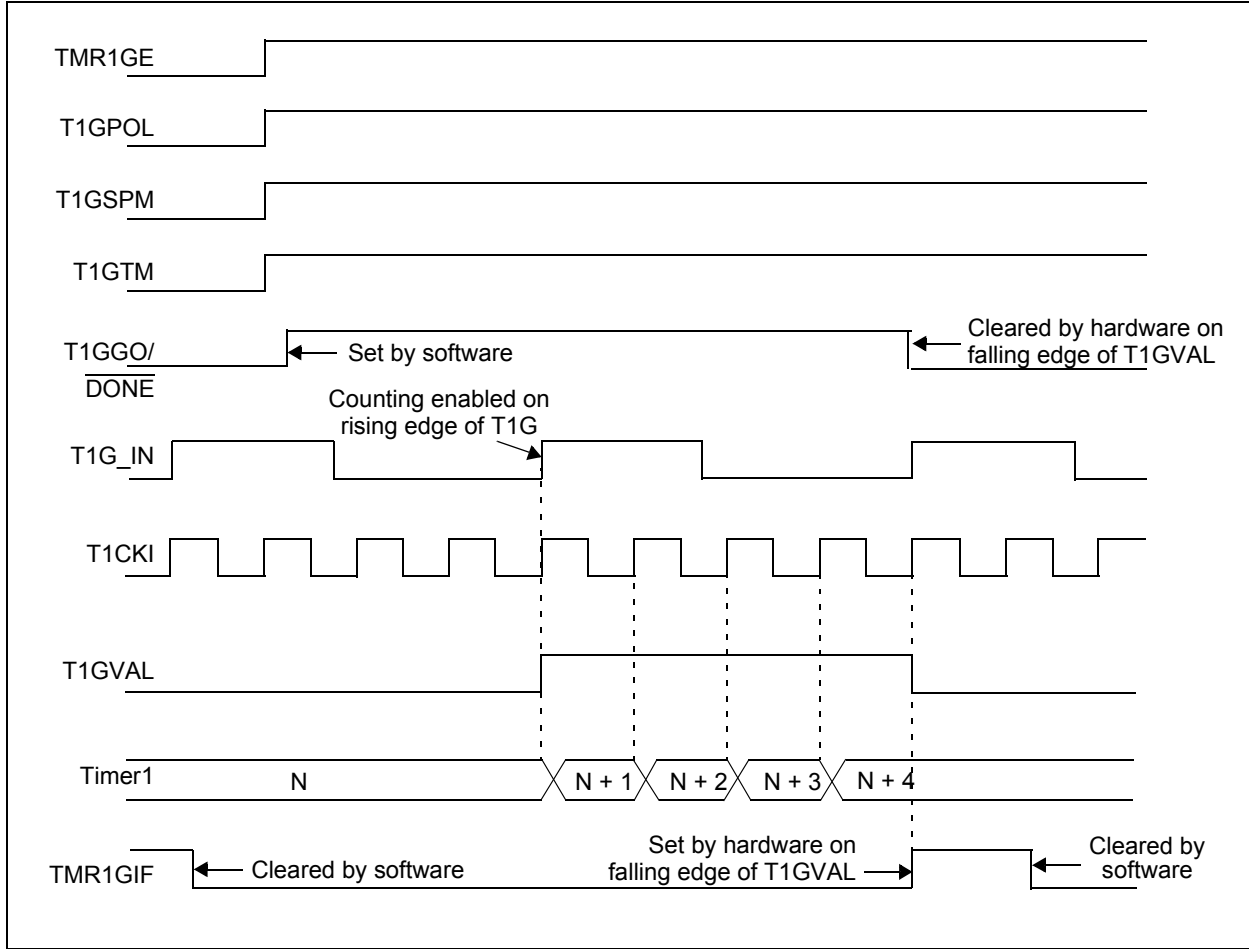 TMR1GE
T1GPOL
T1GSPM
T1GTM
T1GGO/
DONE
Set by software
Cleared by hardware on
falling edge of T1GVAL
Counting enabled on
rising edge of T1G
T1G_IN
T1CKI
T1GVAL
Timer1
N
N + 1
N + 2
N + 3
N + 4
TMR1GIF
Cleared by software
Set by hardware on
falling edge of T1GVAL
Cleared by
software